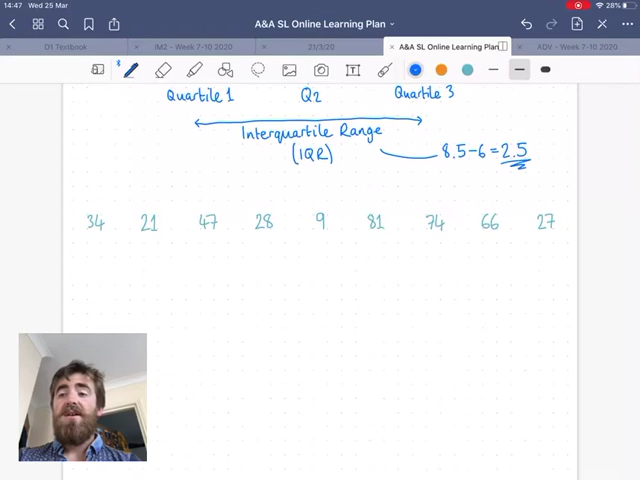 14:47 Wed 25 Mar
28%
A&A SL Online Learning Plan
D1 Textbook
IM2 - Week 7-10 2020
21/3/20
A&A SL Online Learning Plan
ADV - Week 7-10 2020
Quartile 1 Q2 Quartile 3
Interquartile Range
(IQR)
8.5-6 = 2.5
34 21 47 28 9 81 74 66 27